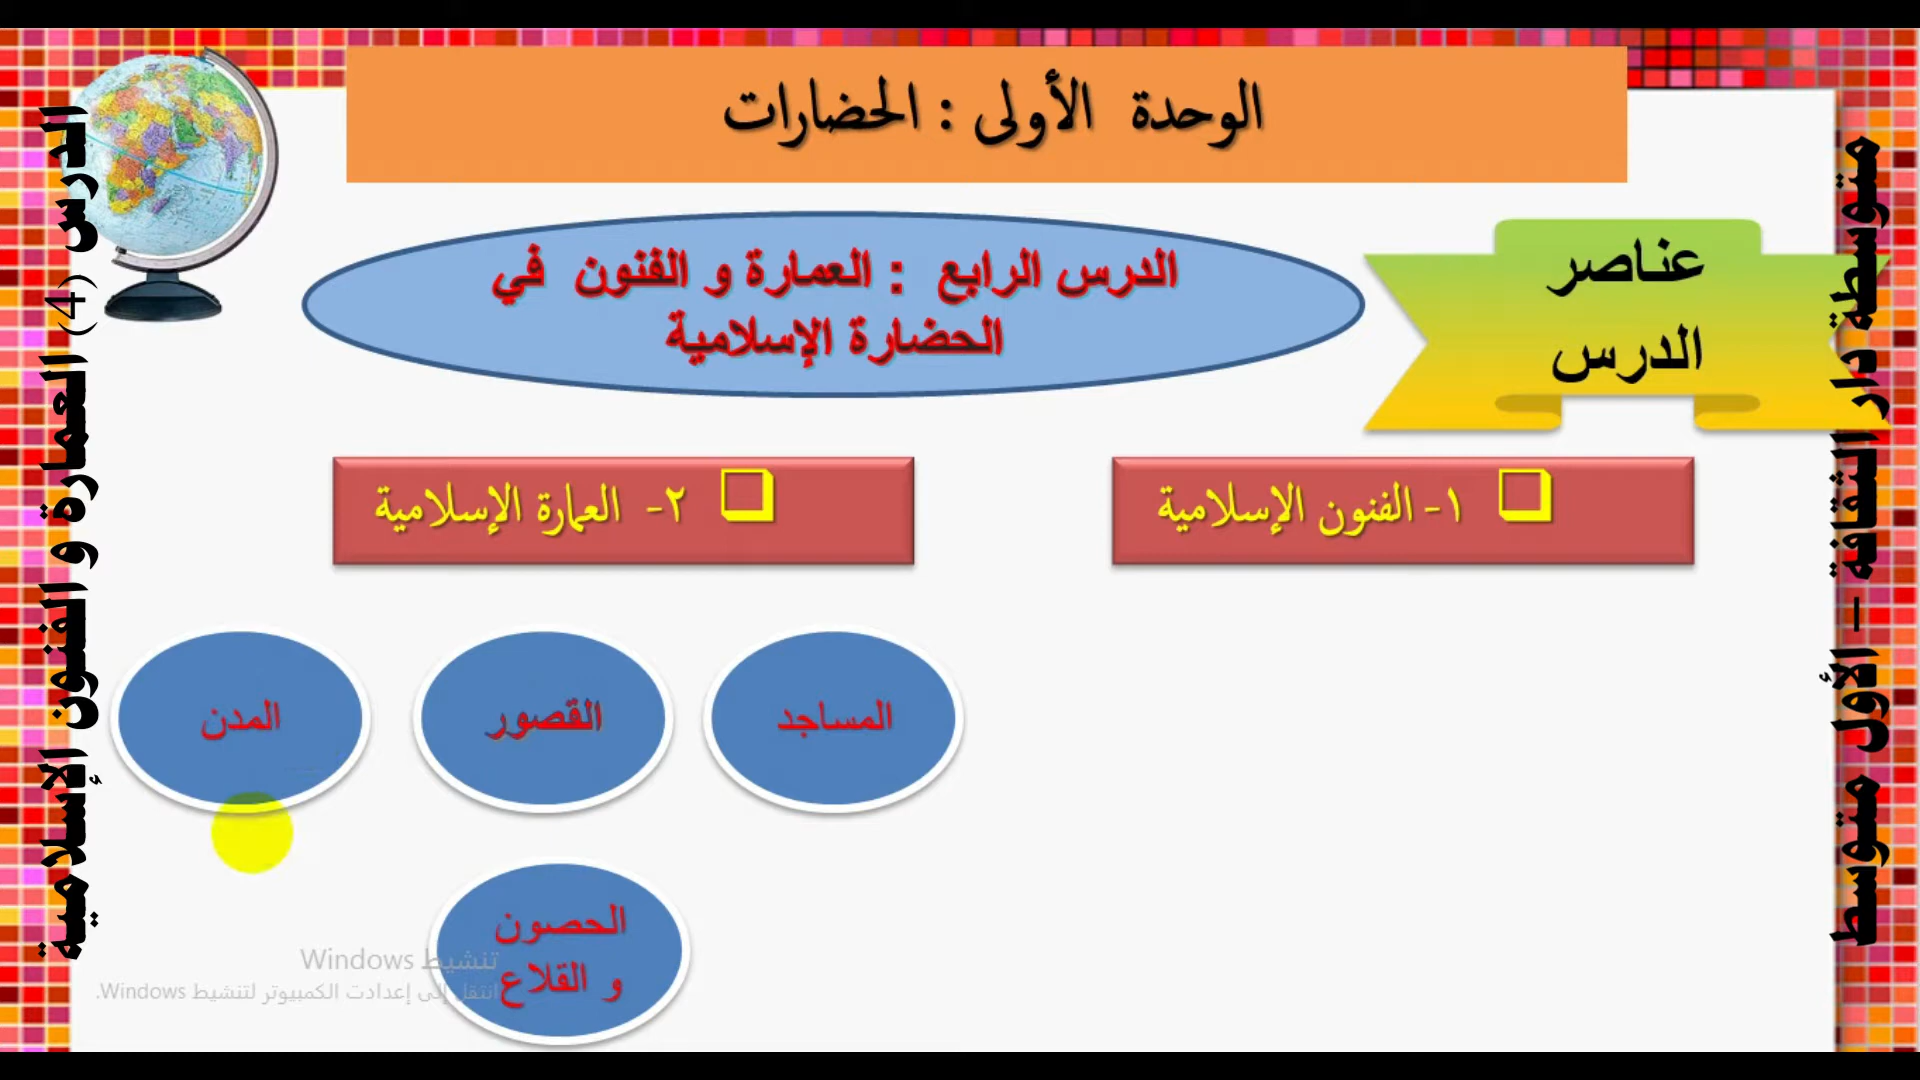 الوحدة الأولى : الحضارات
عناصر
الدرس
الدرس الرابع : العمارة و الفنون في
الحضارة الإسلامية
١- الفنون الإسلامية
٢- العمارة الإسلامية
المساجد
القصور
المدن
الحصون
و القلاع
تنشيط Windows
انتقل إلى إعدادت الكمبيوتر لتنشيط Windows.
متوسطة دار الثقافة – الأول متوسط
الدرس (4) العمارة و الفنون الإسلامية